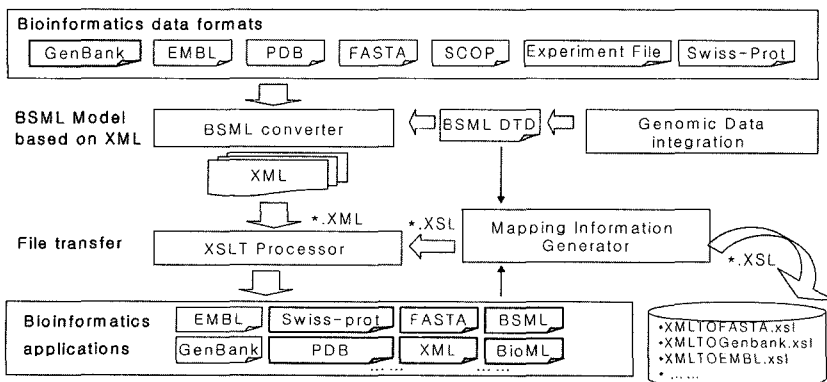 Bioinformatics data formats
GenBank EMBL PDB FASTA SCOP Experiment File Swiss-Prot
BSML Model
based on XML
BSML converter
BSML DTD
Genomic Data
integration
XML
*.XML
*.XSL
File transfer
XSLT Processor
Mapping Information
Generator
*.XSL
Bioinformatics
applications
EMBL Swiss-prot FASTA BSML
GenBank PDB XML BioML
... ... ... ...
•XMLTOFASTA.xsl
•XMLTOGenbank.xsl
•XMLTOEMBL.xsl
• ... ...